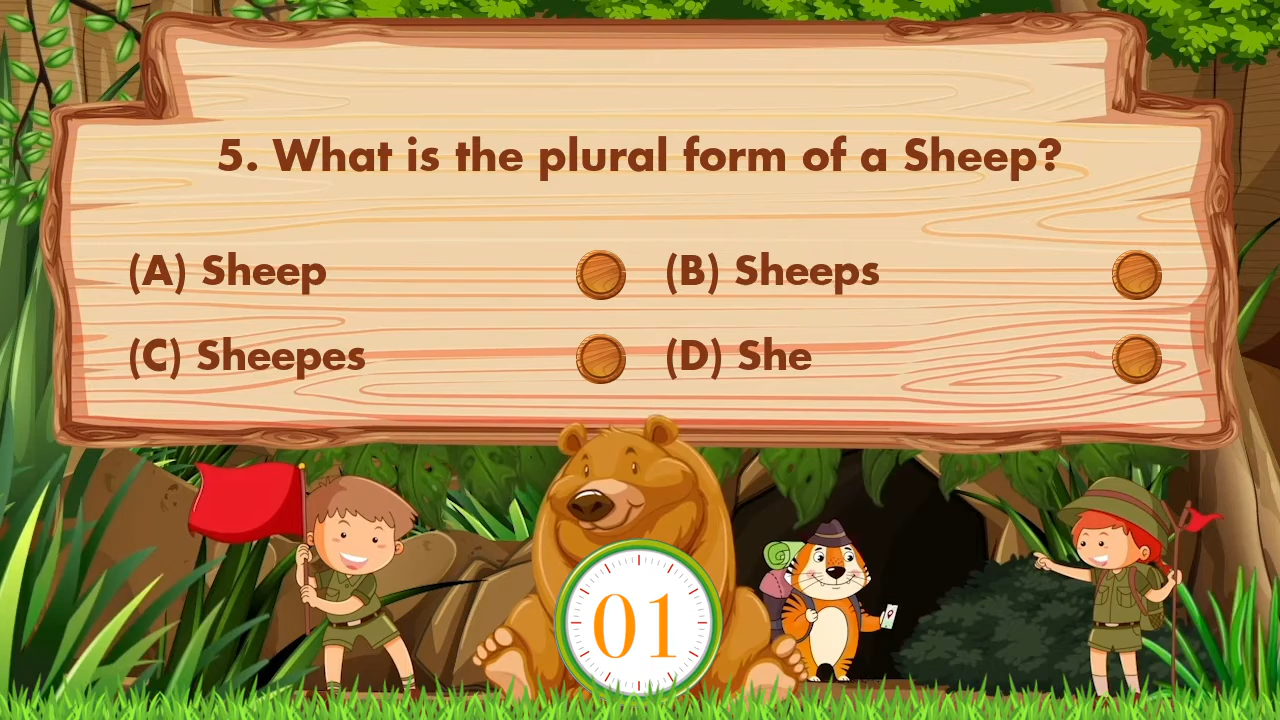 5. What is the plural form of a Sheep?
(A) Sheep
(B) Sheeps
(C) Sheepes
(D) She
01